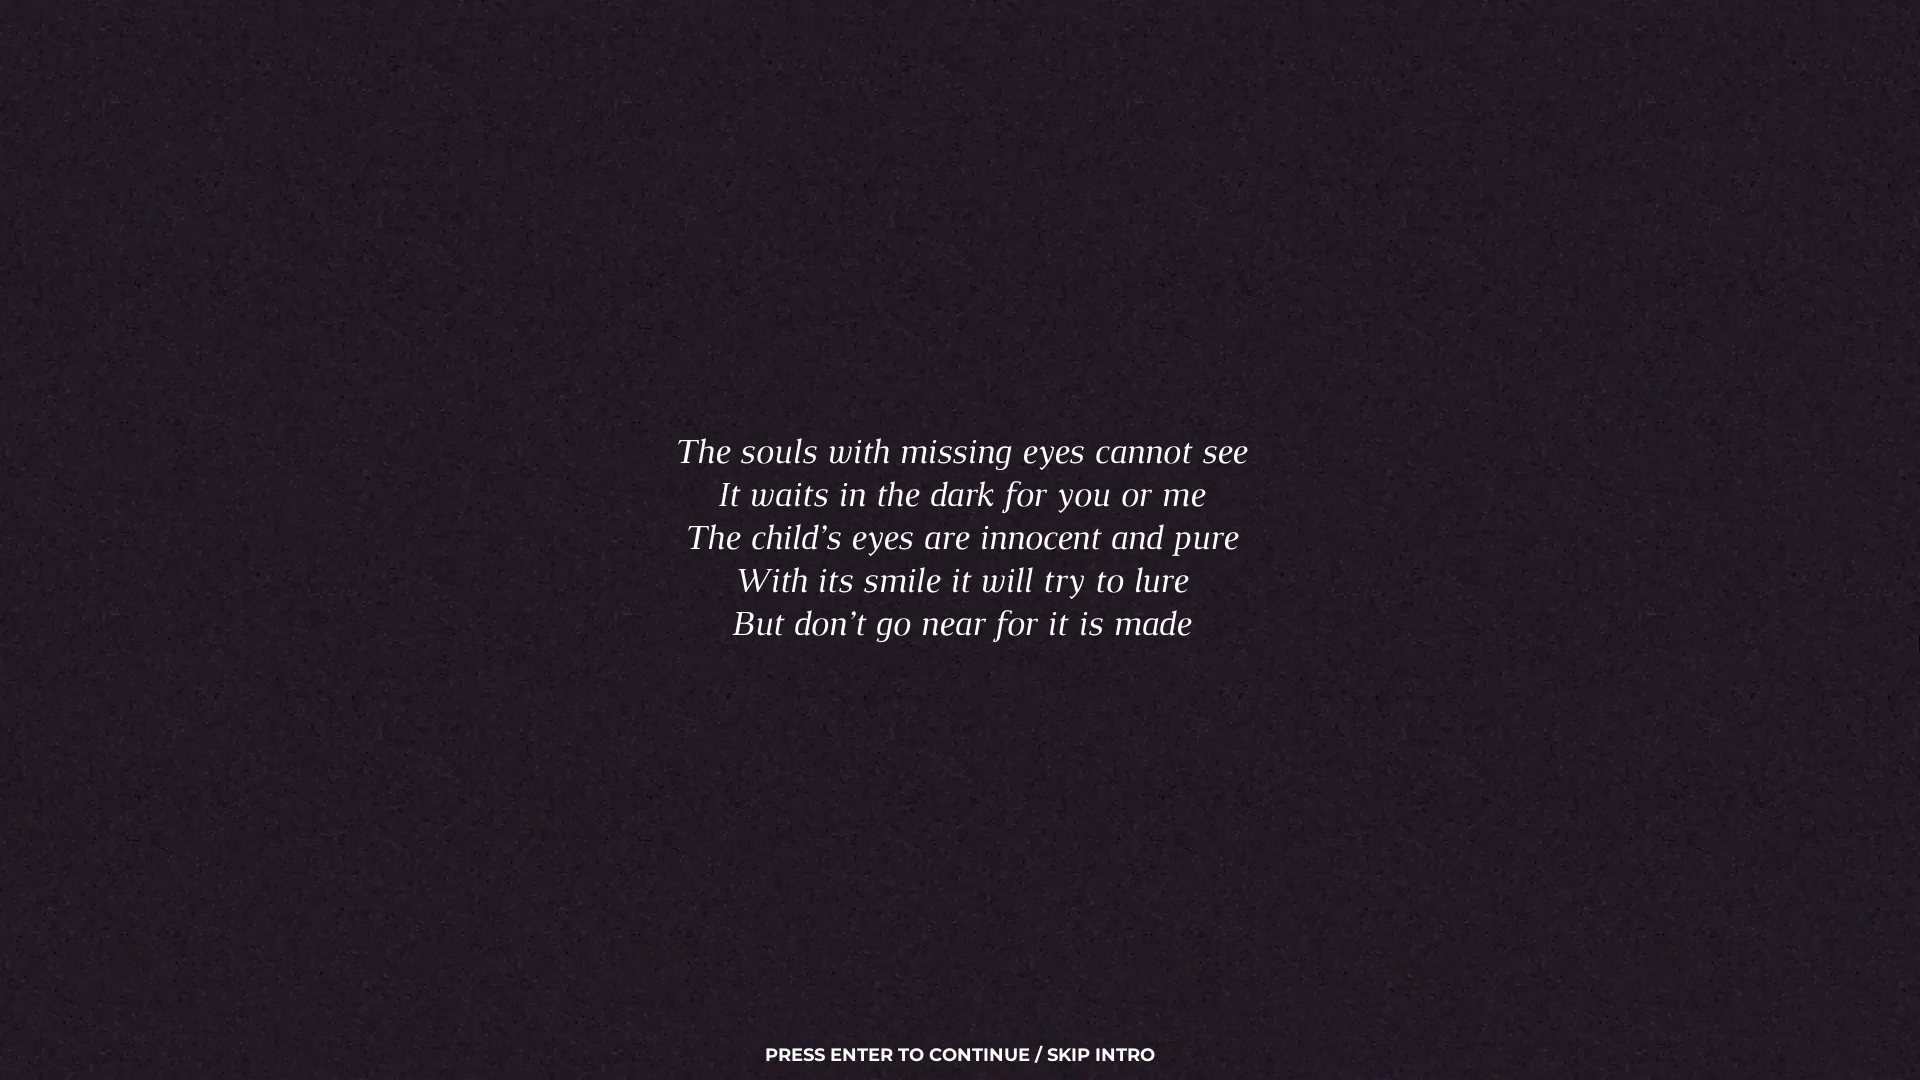 The souls with missing eyes cannot see
It waits in the dark for you or me
The child’s eyes are innocent and pure
With its smile it will try to lure
But don’t go near for it is made
PRESS ENTER TO CONTINUE / SKIP INTRO